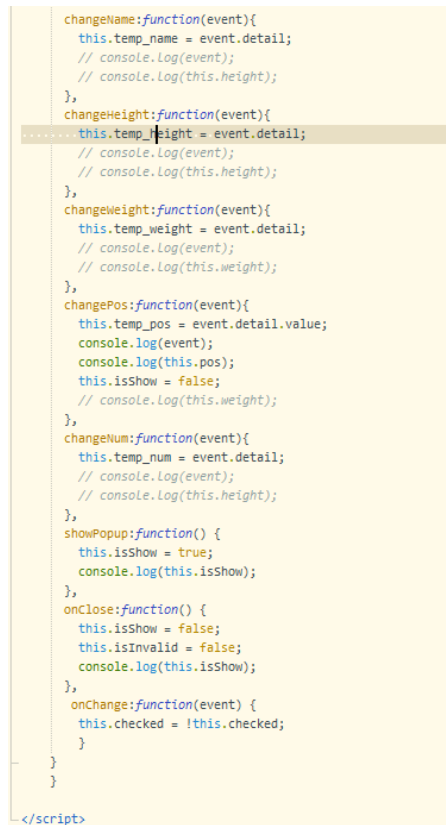 changeName:function(event){
this.temp_name = event.detail;
// console.log(event);
// console.log(this.height);
},
changeHeight:function(event){
this.temp_height = event.detail;
// console.log(event);
// console.log(this.height);
},
changeWeight:function(event){
this.temp_weight = event.detail;
// console.log(event);
// console.log(this.weight);
},
changePos:function(event){
this.temp_pos = event.detail.value;
console.log(event);
console.log(this.pos);
this.isShow = false;
// console.log(this.weight);
},
changeNum:function(event){
this.temp_num = event.detail;
// console.log(event);
// console.log(this.height);
},
showPopup:function() {
this.isShow = true;
console.log(this.isShow);
},
onClose:function() {
this.isShow = false;
this.isInvalid = false;
console.log(this.isShow);
},
onChange:function(event) {
this.checked = !this.checked;
}
}
}
</script>